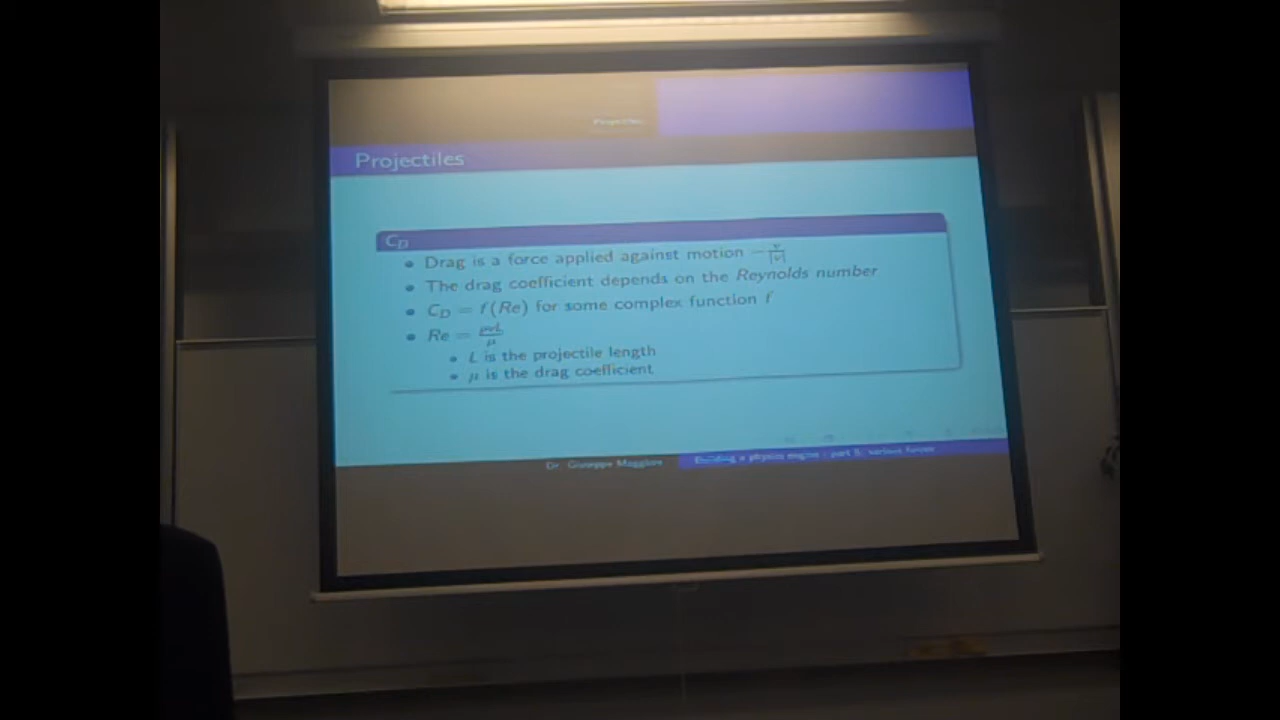 Projectiles
Projectiles
C_D
• Drag is a force applied against motion −v/|v|
• The drag coefficient depends on the Reynolds number
• C_D = f(Re) for some complex function f
• Re = ρvL/μ
• L is the projectile length
• μ is the drag coefficient
Dr. Giuseppe
Building a physics engine - part 5: various forces